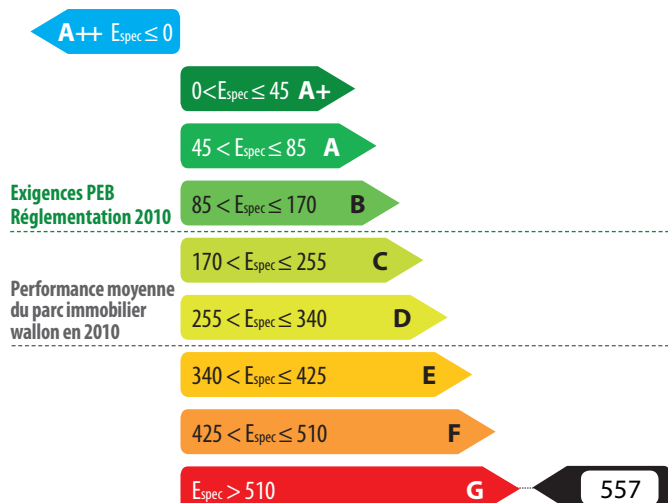 A++ Espec ≤ 0
0<Espec ≤ 45 A+
45 < Espec ≤ 85 A
Exigences PEB
Réglementation 2010
85 < Espec ≤ 170 B
170 < Espec ≤ 255 C
Performance moyenne
du parc immobilier
wallon en 2010
255 < Espec ≤ 340 D
340 < Espec ≤ 425 E
425 < Espec ≤ 510 F
Espec > 510 G
557